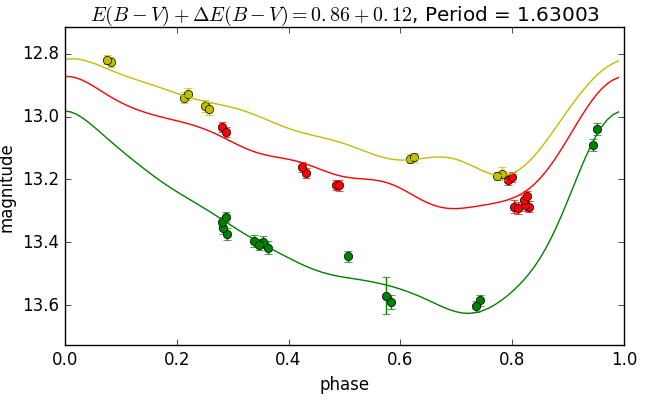 E(B − V) + ΔE(B − V) = 0.86 + 0.12, Period = 1.63003
12.8
13.0
13.2
13.4
13.6
magnitude
0.0 0.2 0.4 0.6 0.8 1.0
phase